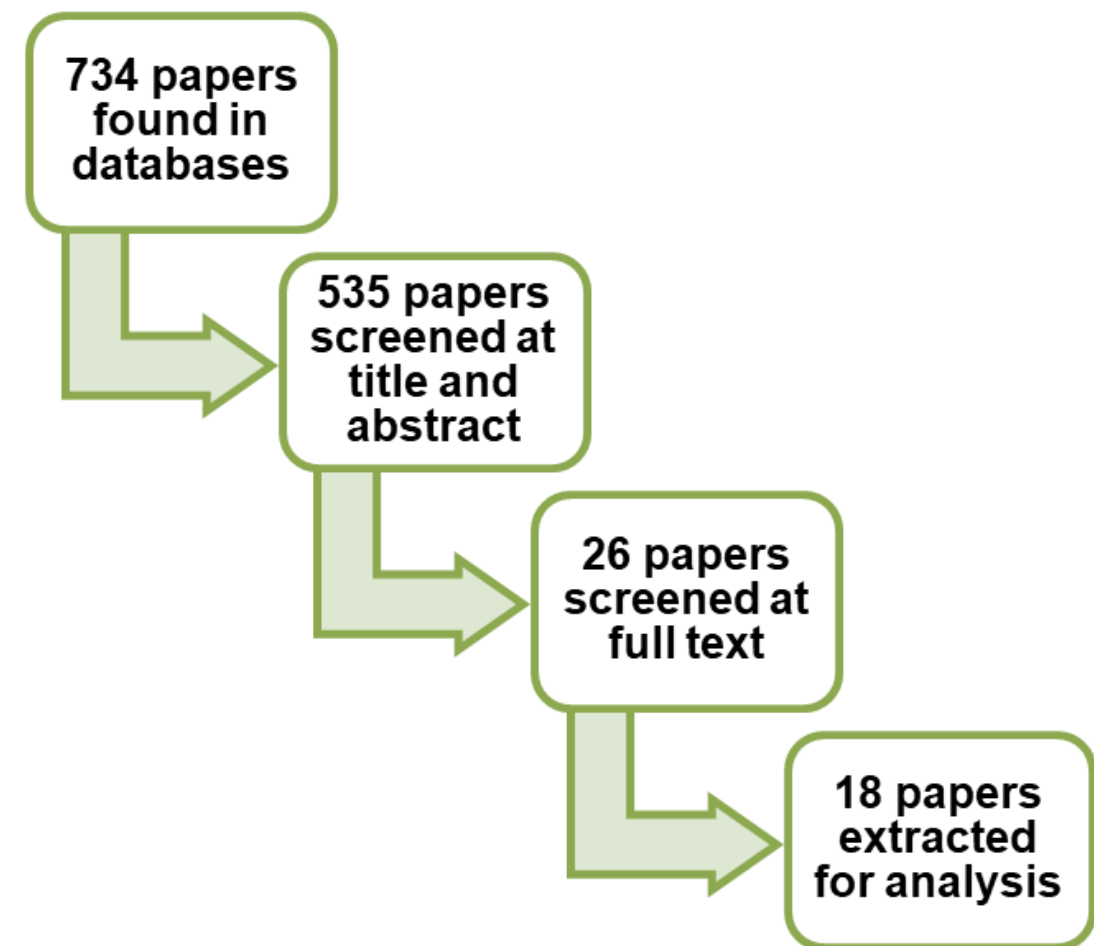 734 papers
found in
databases
535 papers
screened at
title and
abstract
26 papers
screened at
full text
18 papers
extracted
for analysis